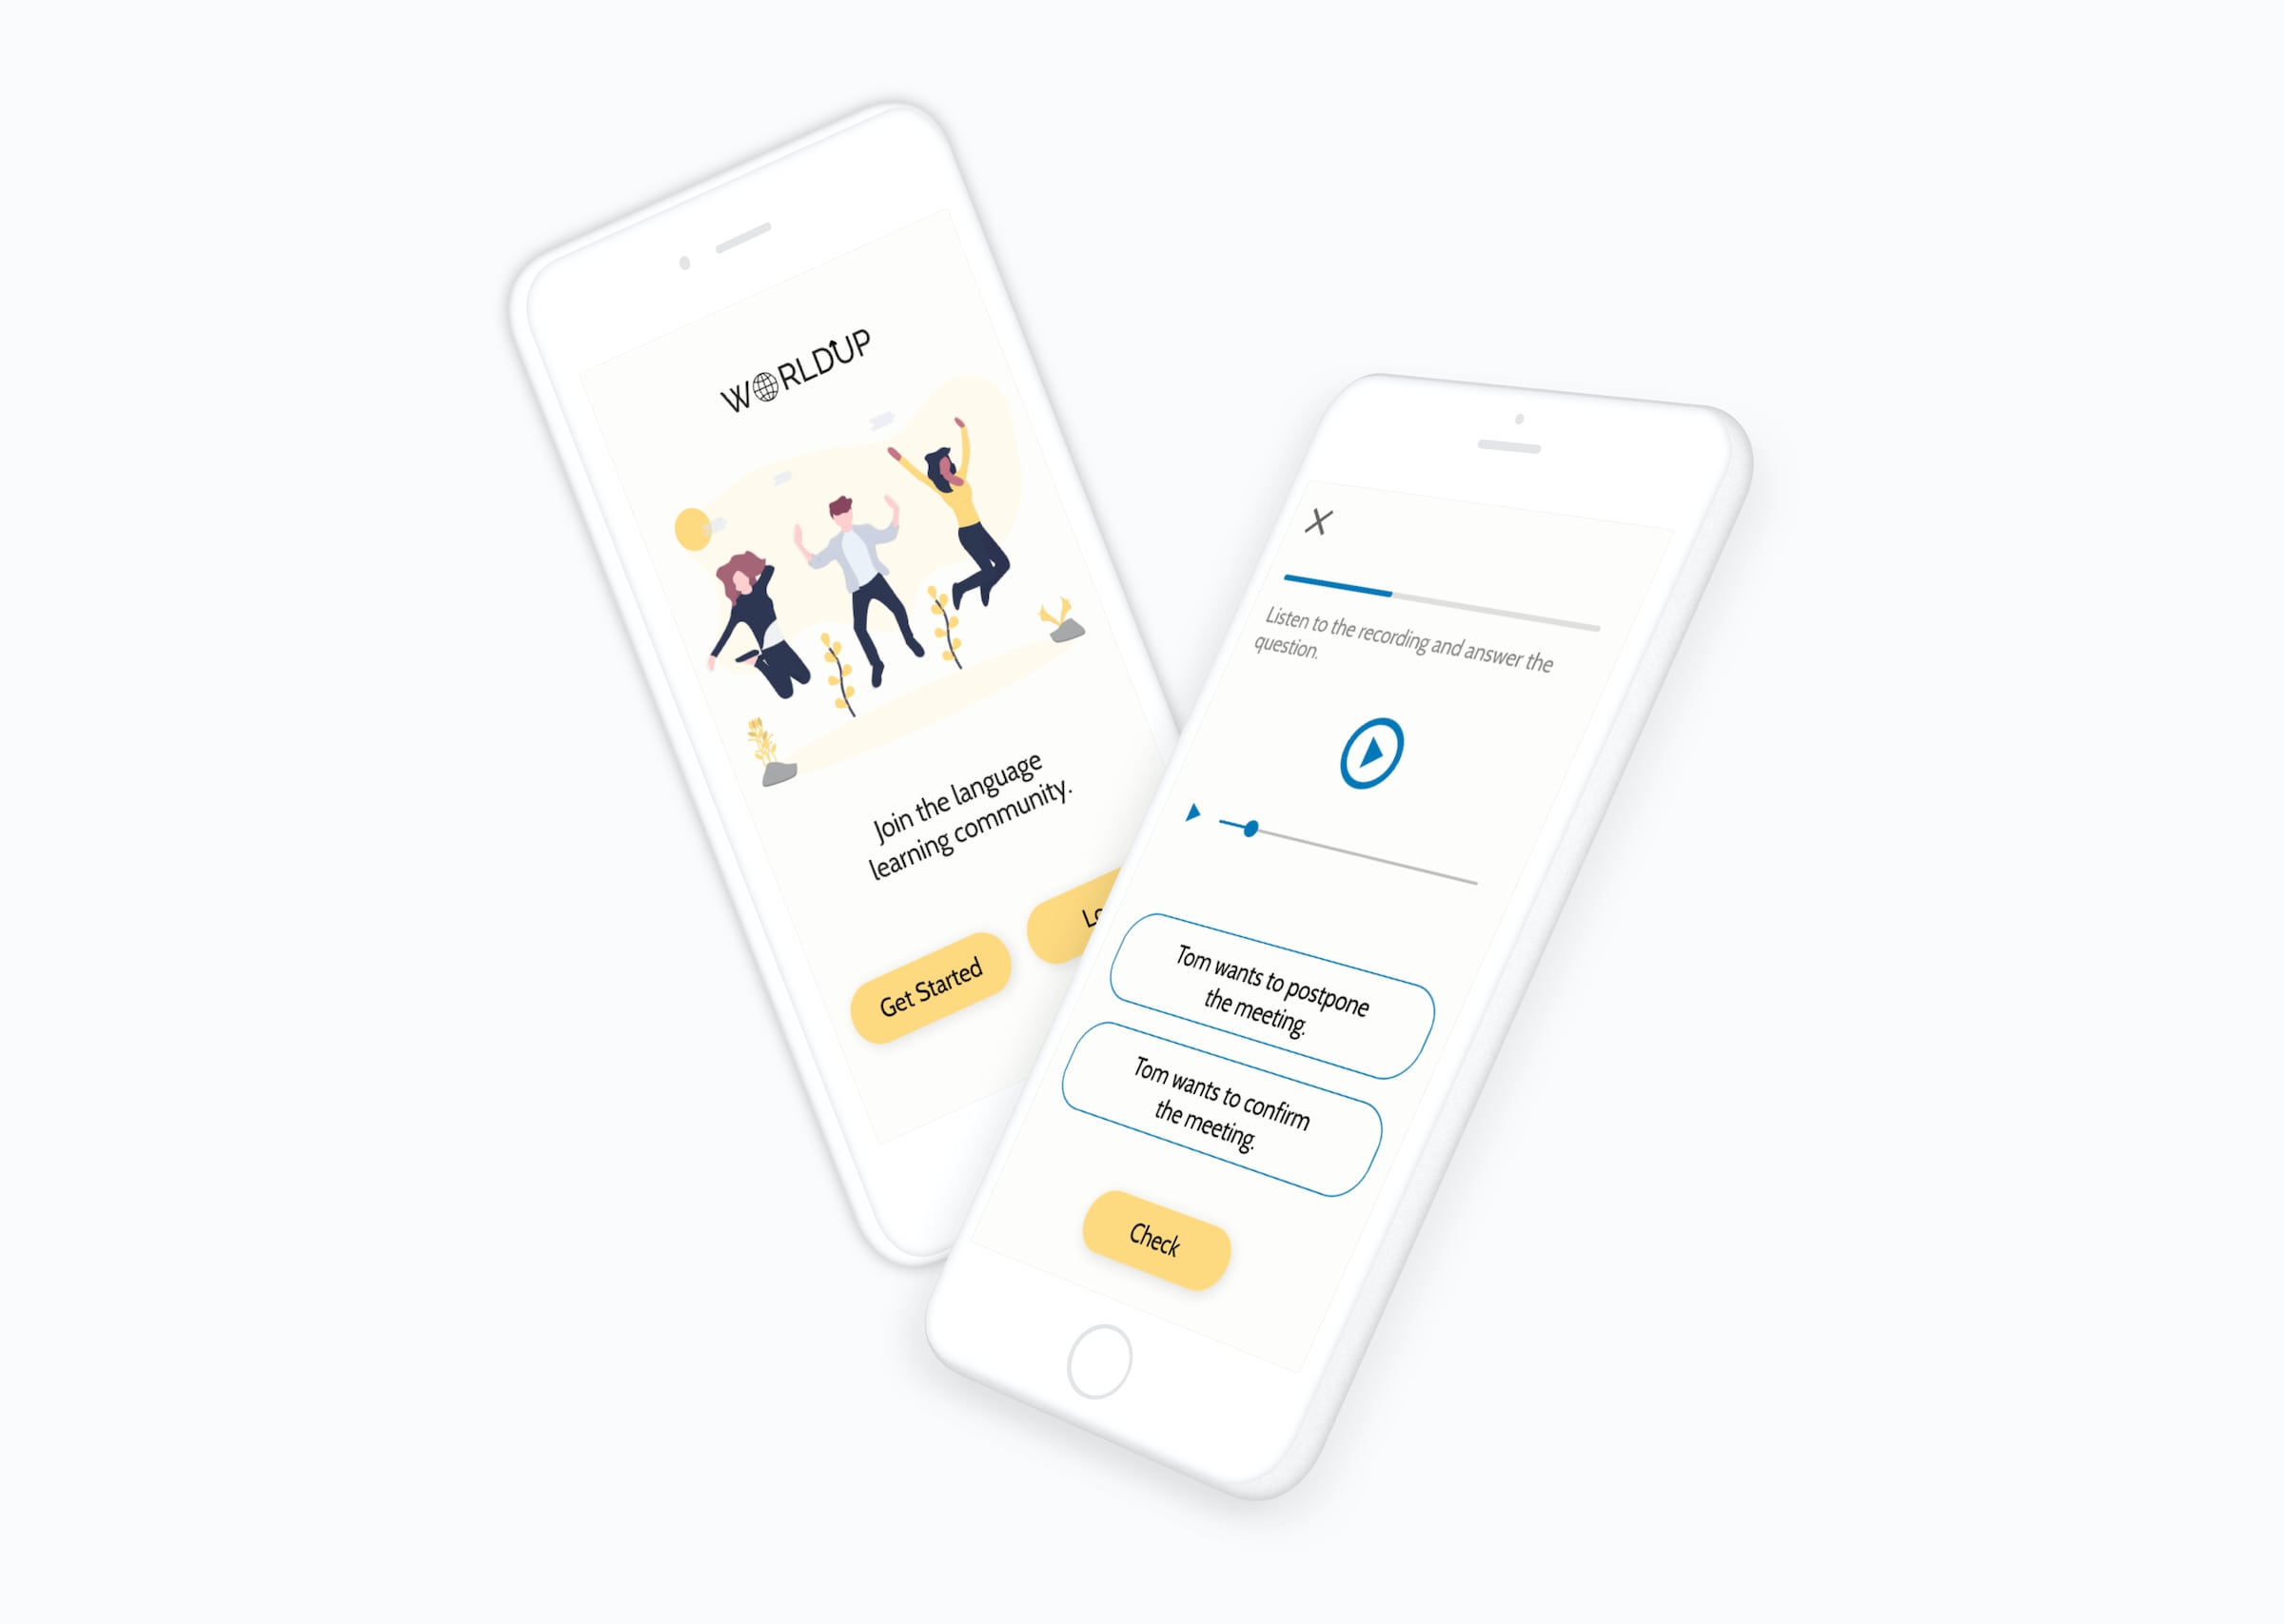 WORLDUP
Join the language
learning community.
Get Started
Listen to the recording and answer the
question.
Tom wants to postpone
the meeting.
Tom wants to confirm
the meeting.
Check